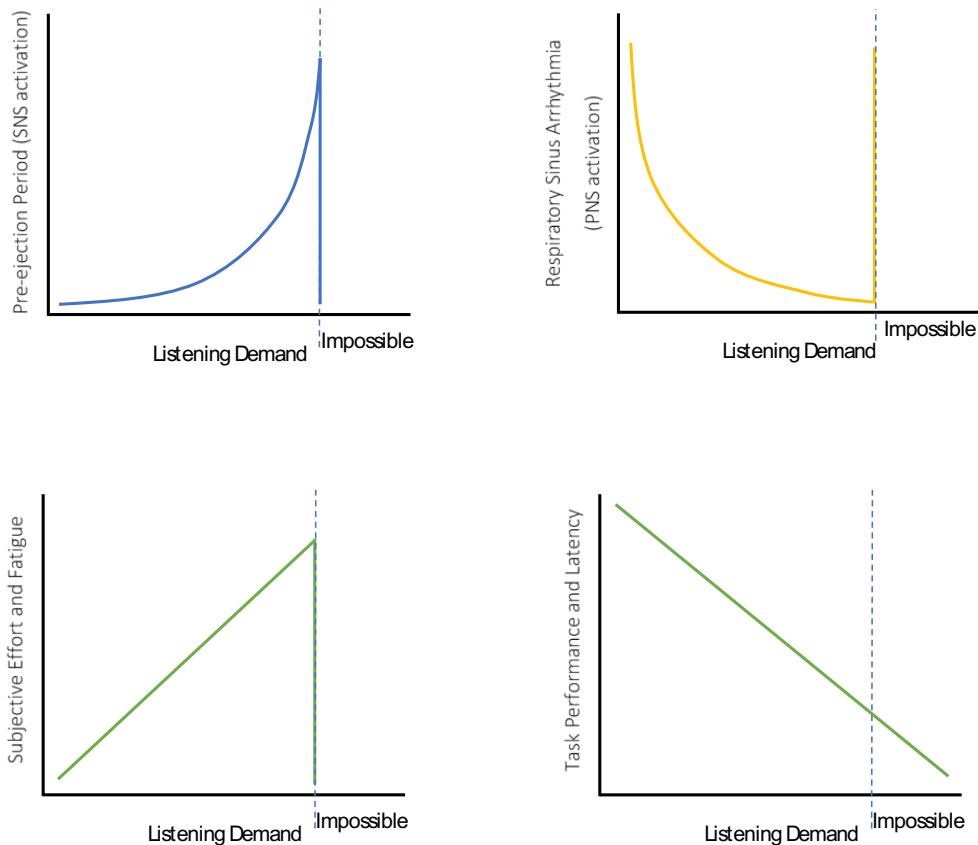 Pre-ejection Period (SNS activation)
Listening Demand
Impossible
Respiratory Sinus Arrhythmia
(PNS activation)
Listening Demand
Impossible
Subjective Effort and Fatigue
Listening Demand
Impossible
Task Performance and Latency
Listening Demand
Impossible